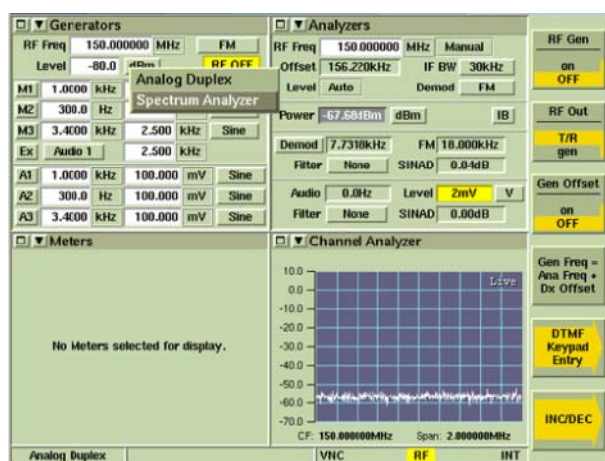 Generators
RF Freq 150.000000 MHz FM
Level -80.0 dBm RF OFF
Analog Duplex
Spectrum Analyzer
M1 1.0000 kHz
M2 300.0 Hz
M3 3.4000 kHz 2.500 kHz Sine
Ex Audio 1 2.500 kHz
A1 1.0000 kHz 100.000 mV Sine
A2 300.0 Hz 100.000 mV Sine
A3 3.4000 kHz 100.000 mV Sine
Analyzers
RF Freq 150.000000 MHz Manual
Offset 156.220kHz IF BW 30kHz
Level Auto Demod FM
Power -67.68dBm dBm IB
Demod 7.7318kHz FM 18.000kHz
Filter None SINAD 0.04dB
Audio 0.0Hz Level 2mV V
Filter None SINAD 0.00dB
Meters
No Meters selected for display.
Channel Analyzer
Live
10.0
0.0
-10.0
-20.0
-30.0
-40.0
-50.0
-60.0
-70.0
CF: 150.000000MHz Span: 2.000000MHz
RF Gen
on
OFF
RF Out
T/R
gen
Gen Offset
on
OFF
Gen Freq =
Ana Freq +
Dx Offset
DTMF
Keypad
Entry
INC/DEC
Analog Duplex VNC RF INT